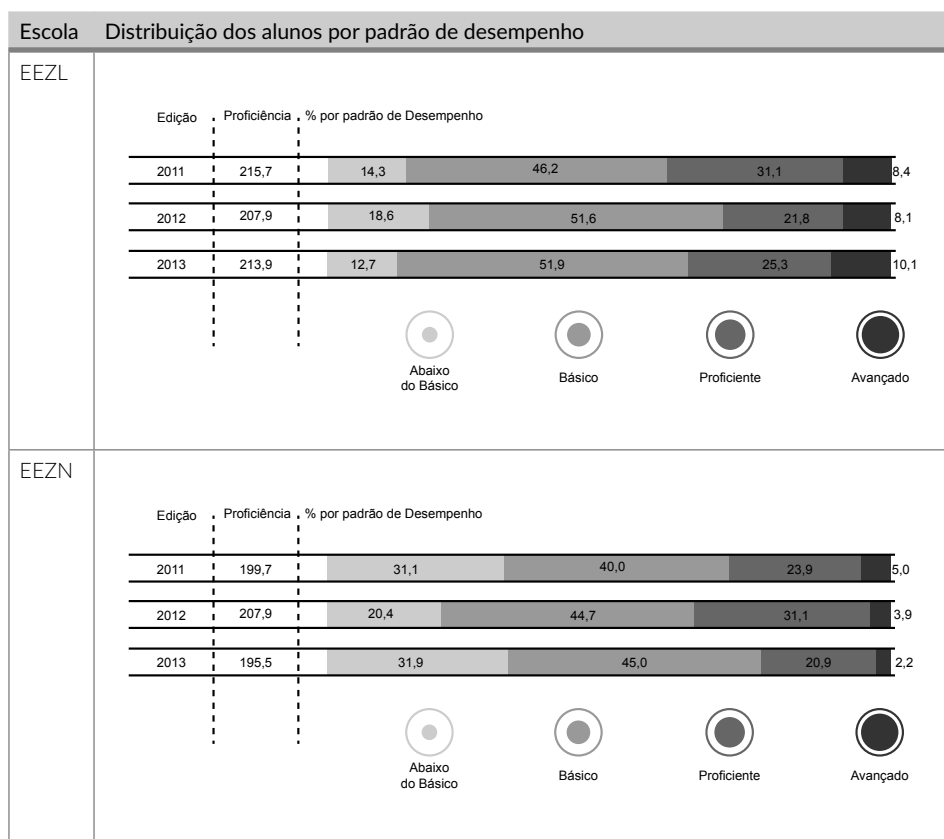 Escola Distribuição dos alunos por padrão de desempenho
EEZL
Edição Proficiência % por padrão de Desempenho
2011 215,7 14,3 46,2 31,1 8,4
2012 207,9 18,6 51,6 21,8 8,1
2013 213,9 12,7 51,9 25,3 10,1
Abaixo
do Básico Básico Proficiente Avançado
EEZN
Edição Proficiência % por padrão de Desempenho
2011 199,7 31,1 40,0 23,9 5,0
2012 207,9 20,4 44,7 31,1 3,9
2013 195,5 31,9 45,0 20,9 2,2
Abaixo
do Básico Básico Proficiente Avançado